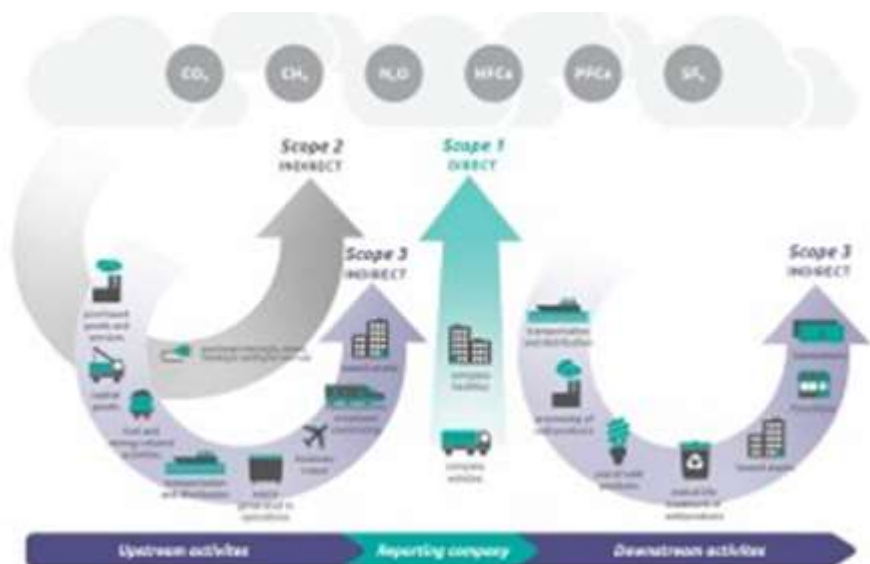 CO₂ CH₄ N₂O HFCs PFCs SF₆
Scope 2
INDIRECT
Scope 1
DIRECT
Scope 3
INDIRECT
Scope 3
INDIRECT
purchased
goods and
services
capital
goods
fuel and
energy related
activities
transportation
and distribution
waste
generated in
operations
business
travel
employee
commuting
leased assets
company
facilities
company
vehicles
transportation
and distribution
processing of
sold products
use of sold
products
end-of-life
treatment of
sold products
leased assets
franchises
investments
Upstream activites
Reporting company
Downstream activites